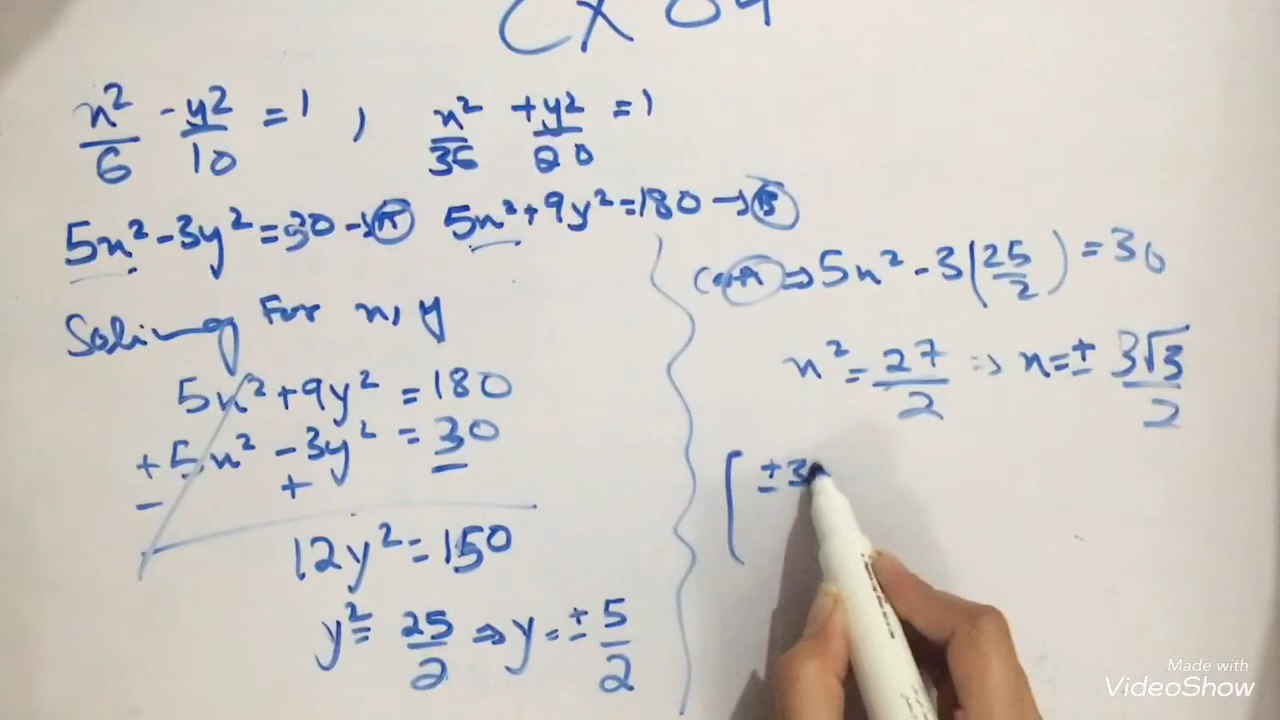 x²/6 - y²/10 = 1 , x²/36 + y²/20 = 1
5x² - 3y² = 30 → A 5x² + 9y² = 180 → B
Solving For x, y
5x² + 9y² = 180
±5x² - 3y² = 30
- + -
12y² = 150
y² = 25/2 ⇒ y = ± 5/2
A ⇒ 5x² - 3(25/2) = 30
x² = 27/2 ⇒ x = ± 3√3/2
[ ±3
Made with
VideoShow